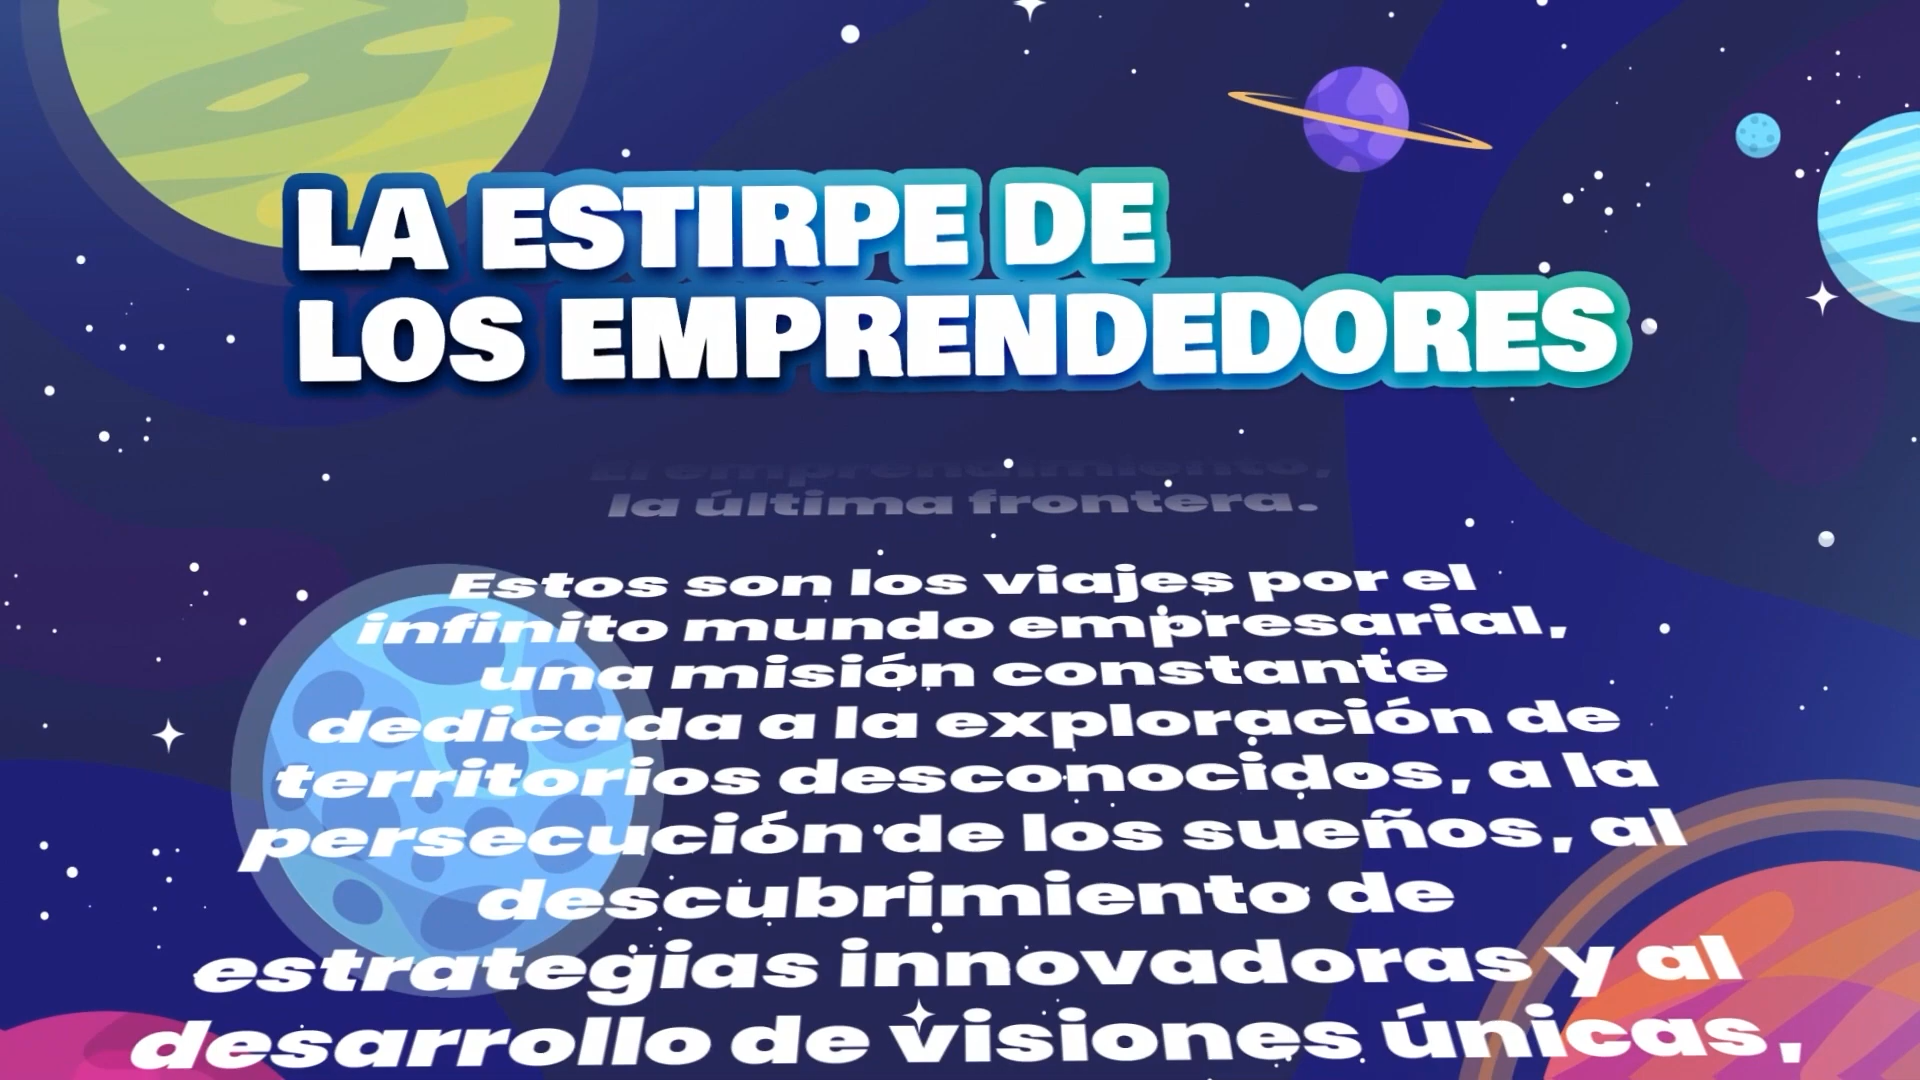 LA ESTIRPE DE
LOS EMPRENDEDORES
El emprendimiento,
la última frontera.
Estos son los viajes por el
infinito mundo empresarial,
una misión constante
dedicada a la exploración de
territorios desconocidos, a la
persecución de los sueños, al
descubrimiento de
estrategias innovadoras y al
desarrollo de visiones únicas,